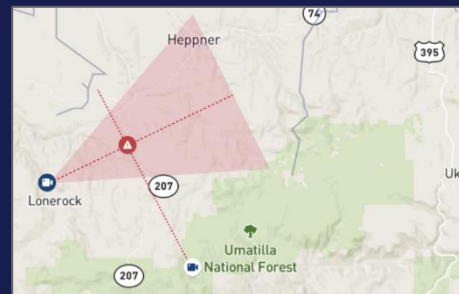 74
Heppner
395
207
Lonerock
Uk
Umatilla
National Forest
207